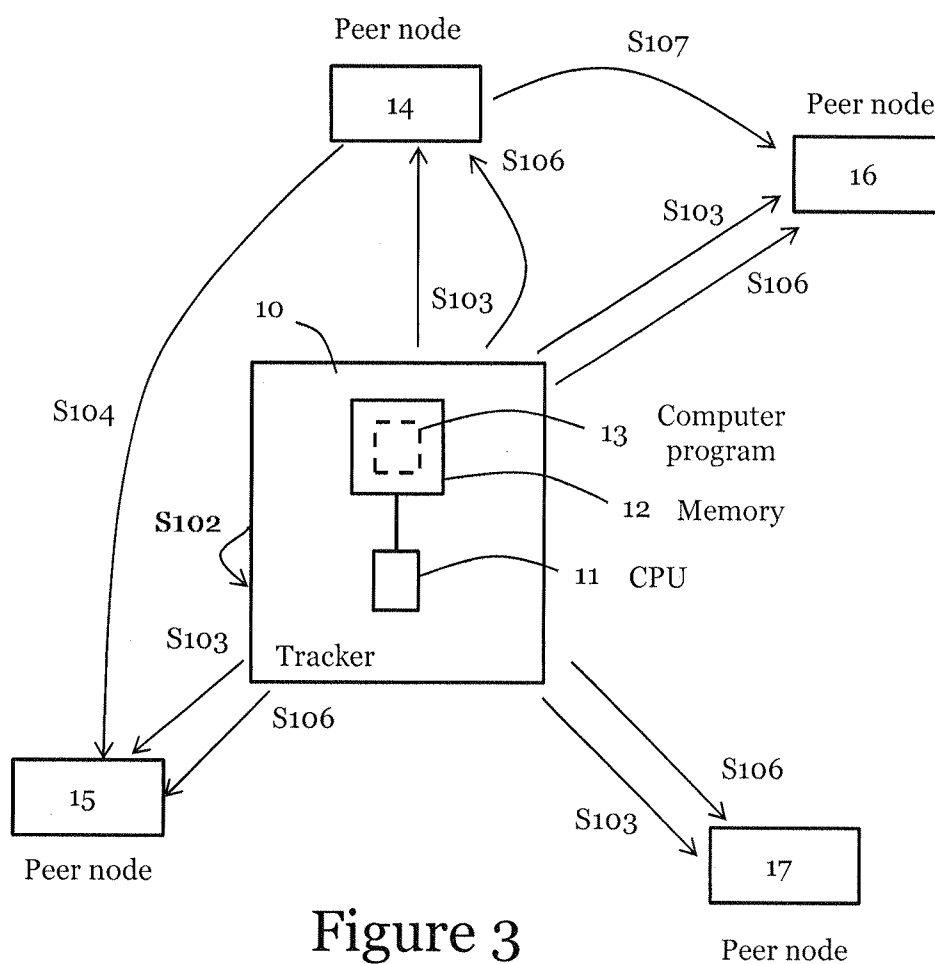 Peer node
S107
14
Peer node
S106
16
S103
S103
S106
10
S104
13 Computer
program
12 Memory
S102
11 CPU
S103
Tracker
S106
S106
15
S103
Peer node
17
Figure 3
Peer node